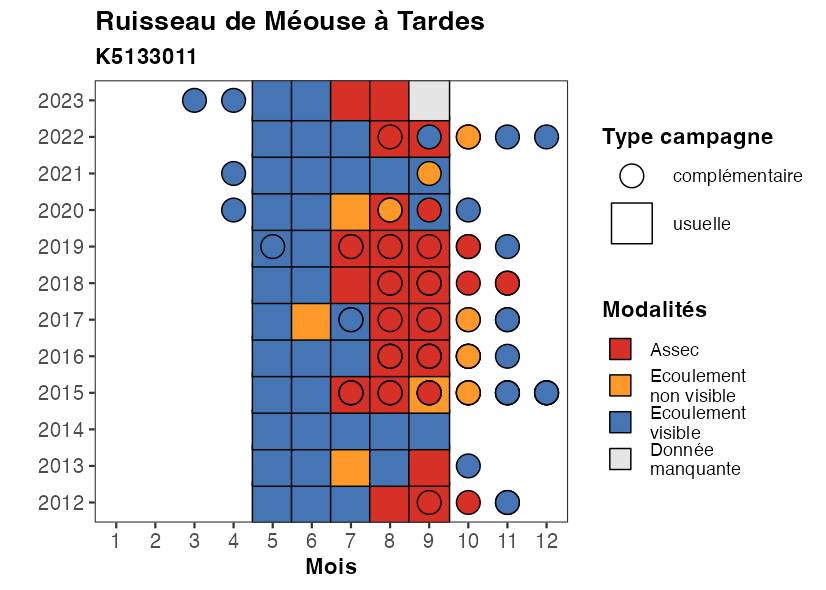 Ruisseau de Méouse à Tardes
K5133011
2023
2022
2021
2020
2019
2018
2017
2016
2015
2014
2013
2012
1 2 3 4 5 6 7 8 9 10 11 12
Mois
Type campagne
complémentaire
usuelle
Modalités
Assec
Ecoulement
non visible
Ecoulement
visible
Donnée
manquante